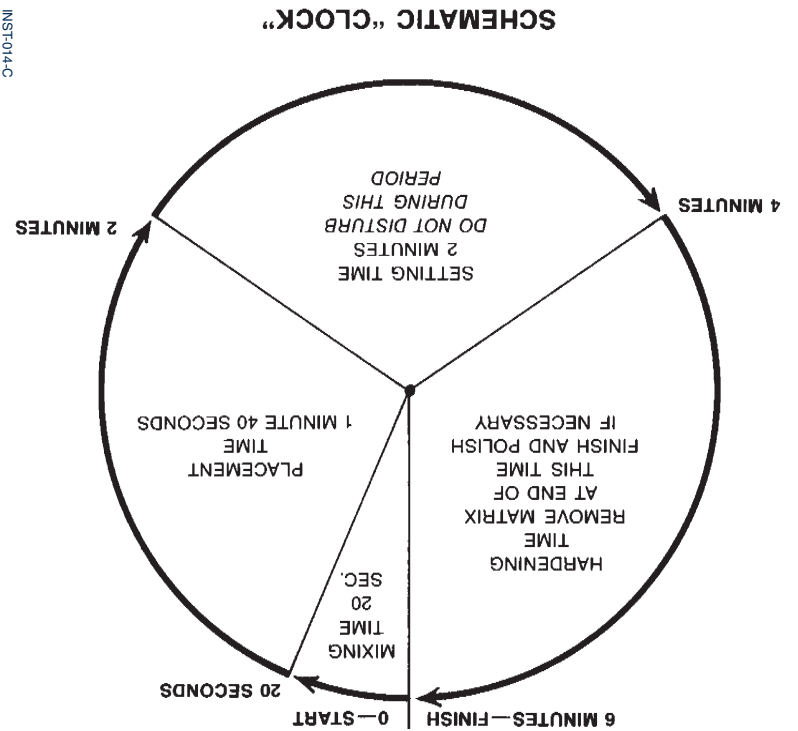 6 MINUTES—FINISH
0—START
20 SECONDS
MIXING
TIME
20
SEC.
HARDENING
TIME
REMOVE MATRIX
AT END OF
THIS TIME
FINISH AND POLISH
IF NECESSARY
PLACEMENT
TIME
1 MINUTE 40 SECONDS
4 MINUTES
2 MINUTES
SETTING TIME
2 MINUTES
DO NOT DISTURB
DURING THIS
PERIOD
SCHEMATIC “CLOCK”
INST-014-C